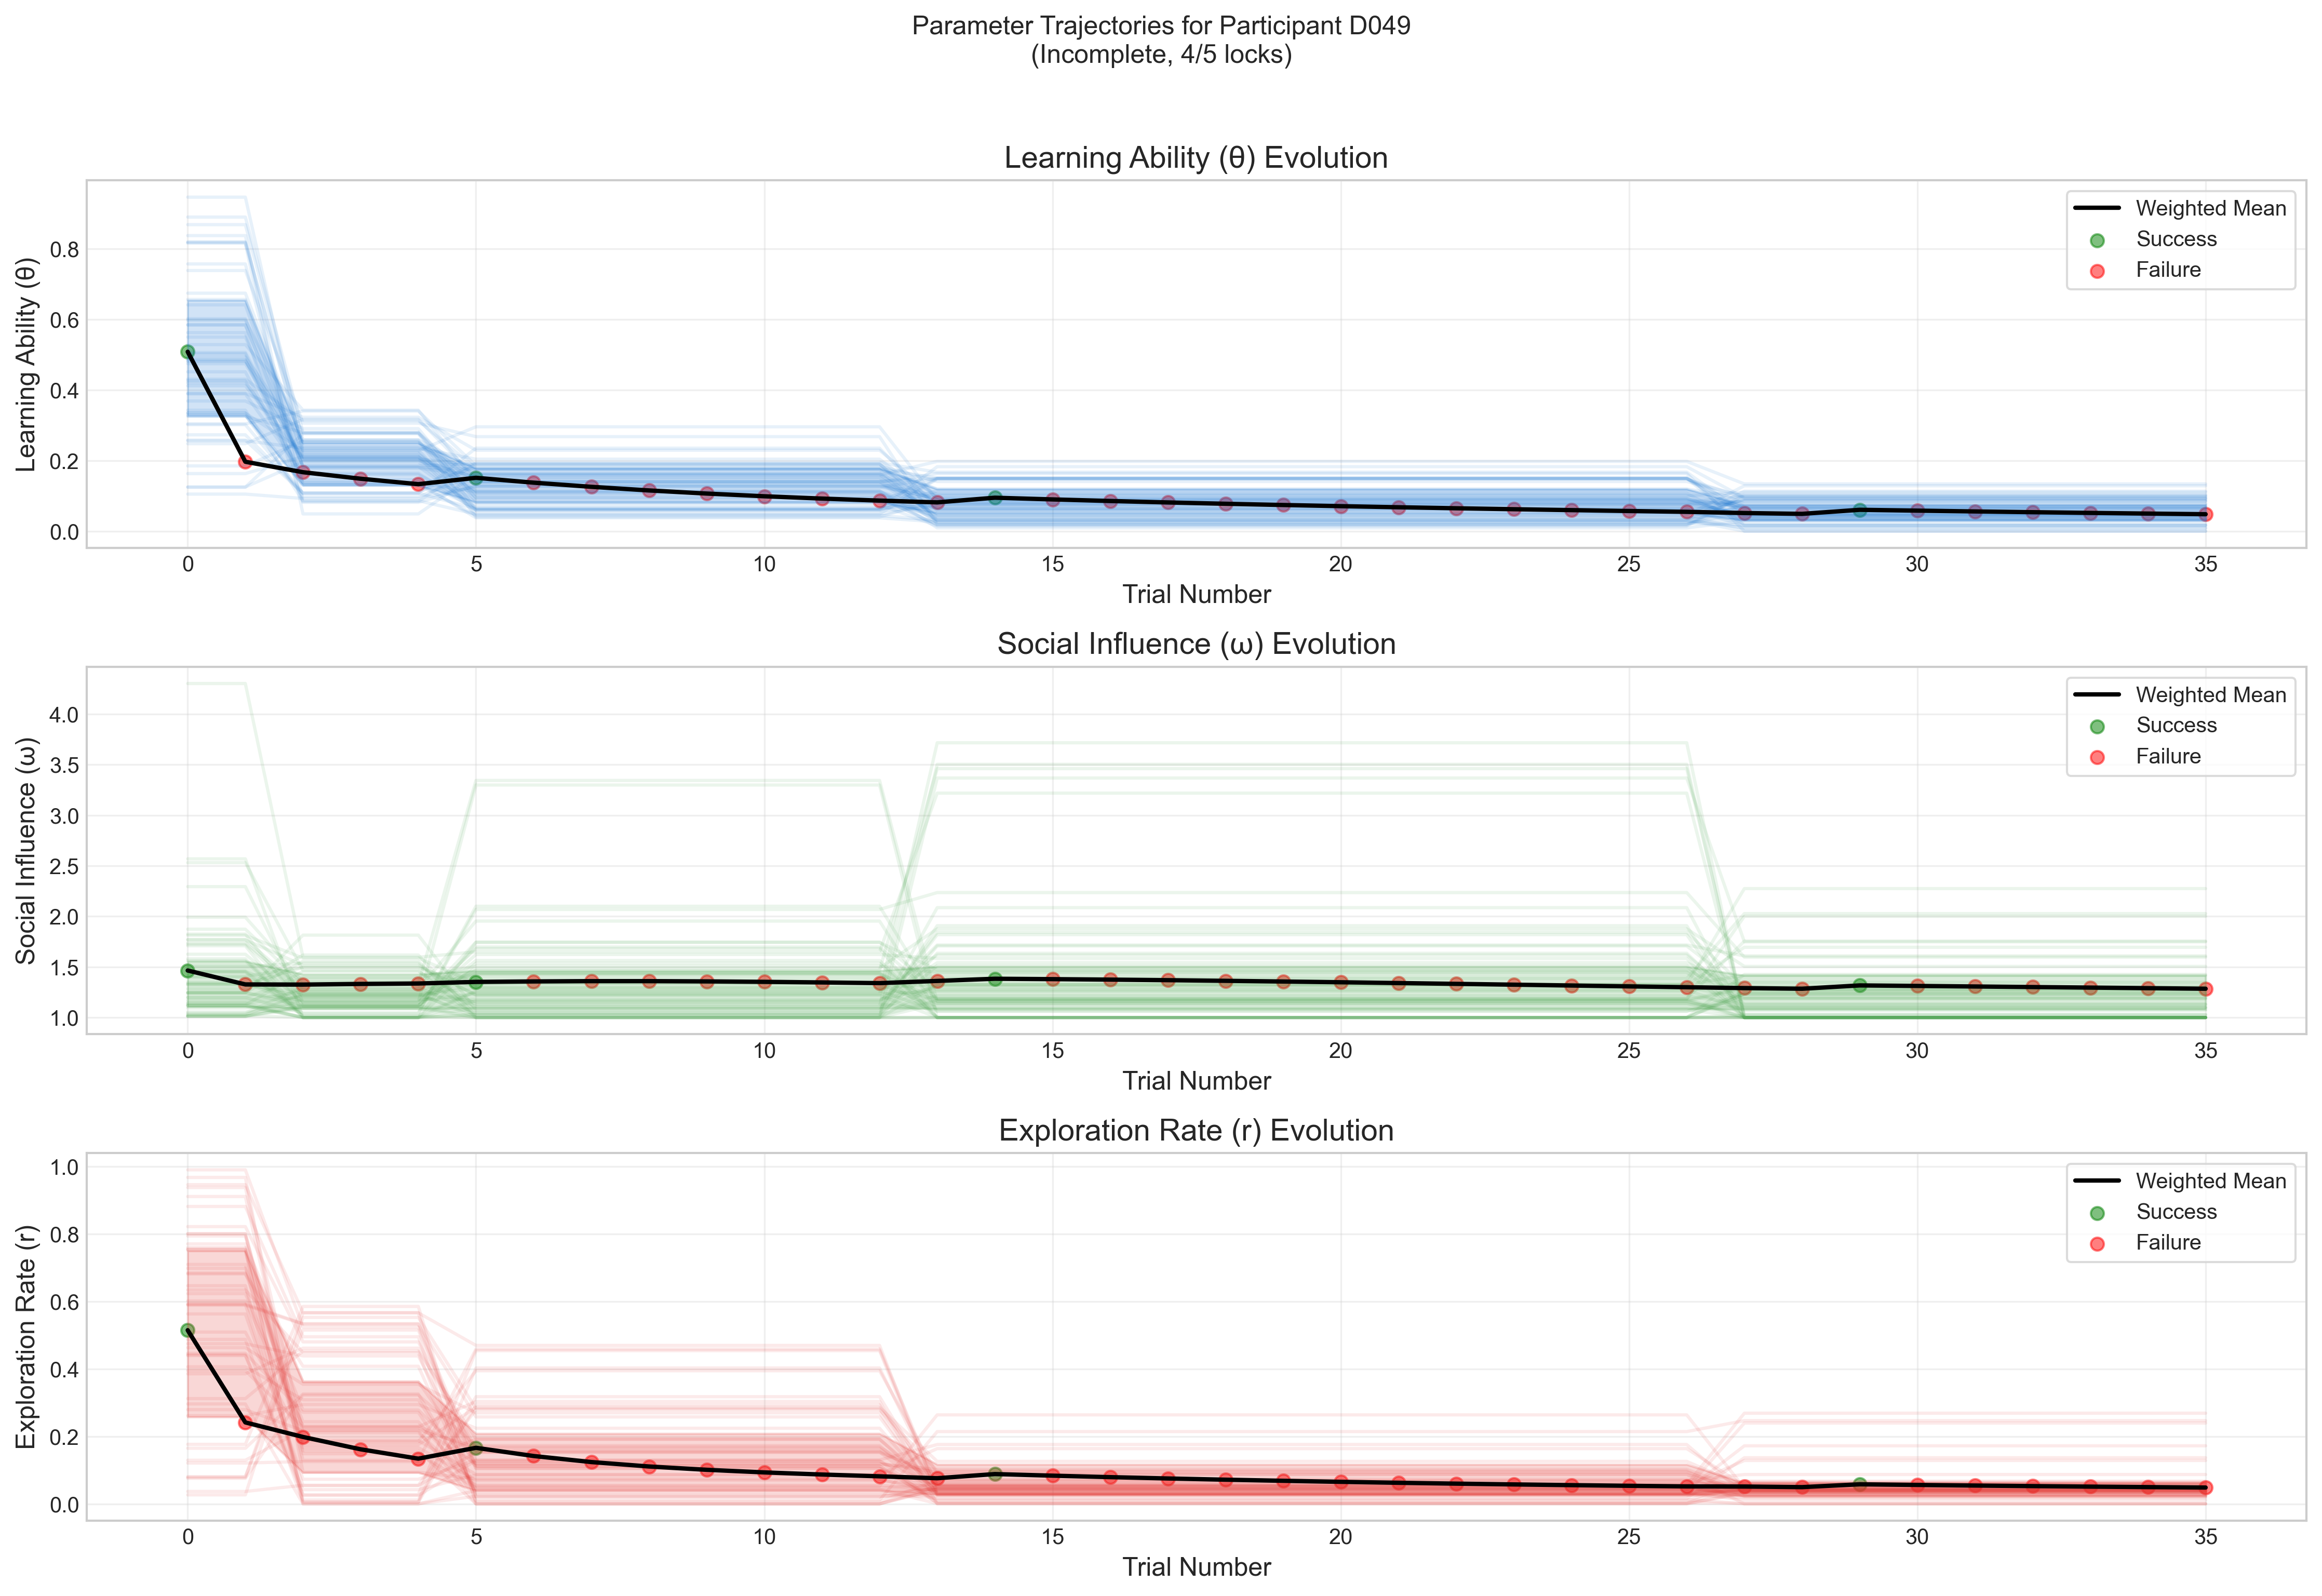 Parameter Trajectories for Participant D049
(Incomplete, 4/5 locks)
Learning Ability (θ) Evolution
Learning Ability (θ)
0.8
0.6
0.4
0.2
0.0
Weighted Mean
Success
Failure
0 5 10 15 20 25 30 35
Trial Number
Social Influence (ω) Evolution
Social Influence (ω)
4.0
3.5
3.0
2.5
2.0
1.5
1.0
Weighted Mean
Success
Failure
0 5 10 15 20 25 30 35
Trial Number
Exploration Rate (r) Evolution
Exploration Rate (r)
1.0
0.8
0.6
0.4
0.2
0.0
Weighted Mean
Success
Failure
0 5 10 15 20 25 30 35
Trial Number